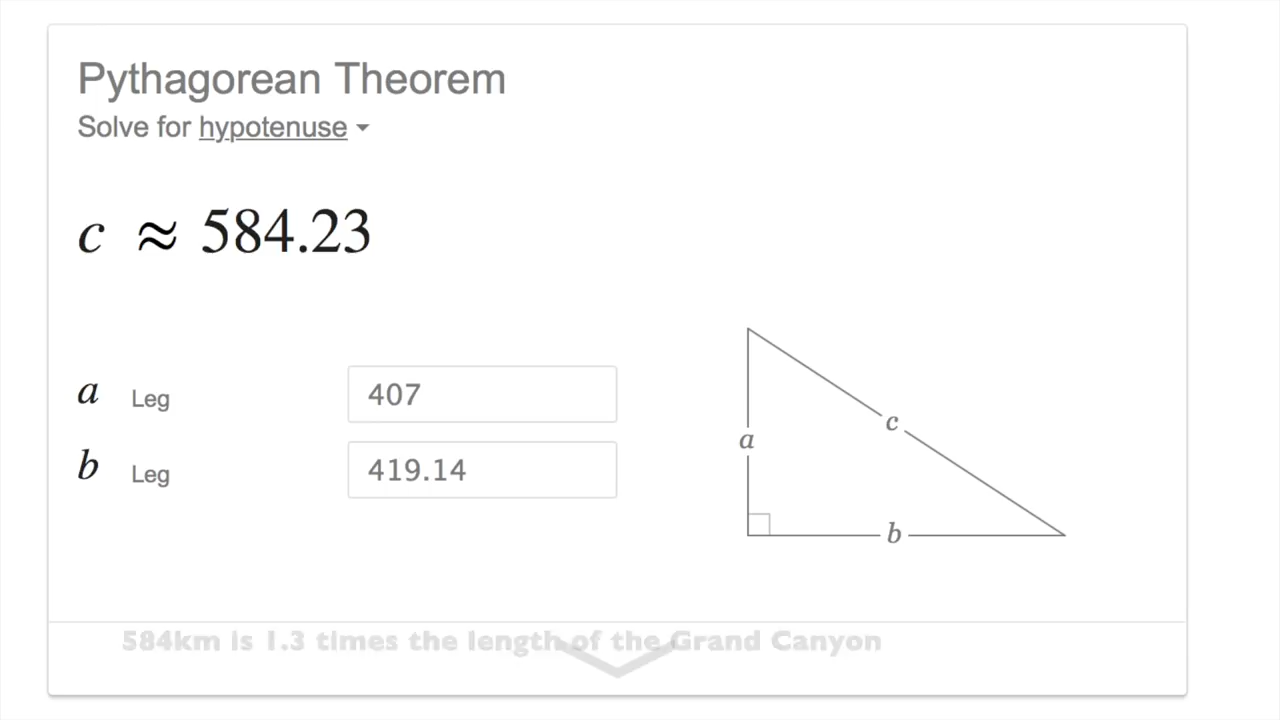 Pythagorean Theorem
Solve for hypotenuse
c ≈ 584.23
a Leg 407
b Leg 419.14
a
c
b
584km is 1.3 times the length of the Grand Canyon